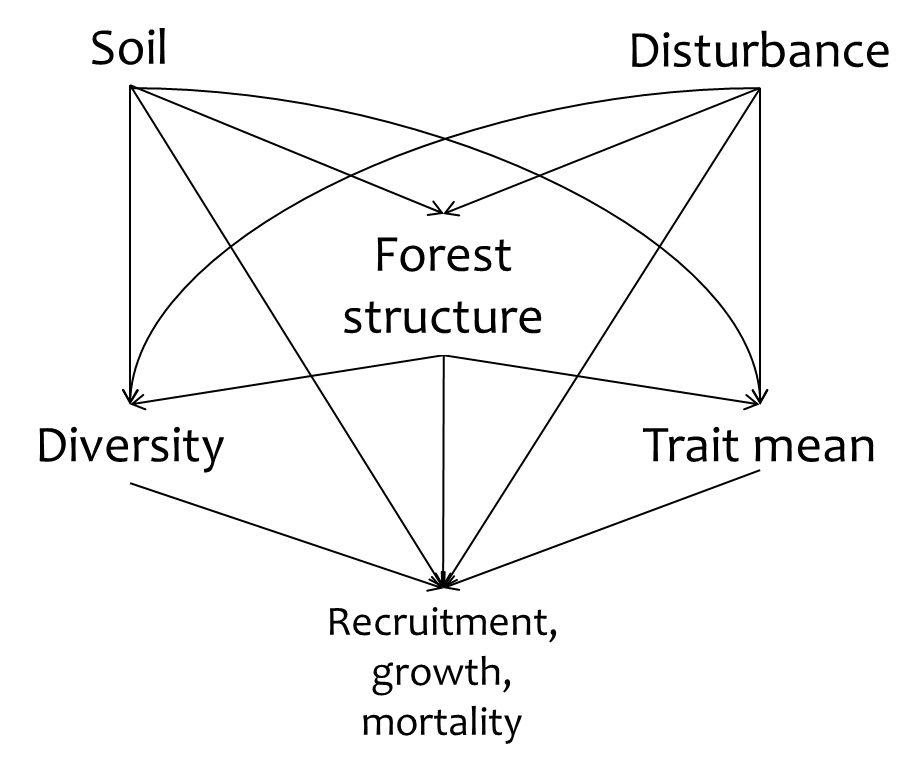 Soil
Disturbance
Forest
structure
Diversity
Trait mean
Recruitment,
growth,
mortality